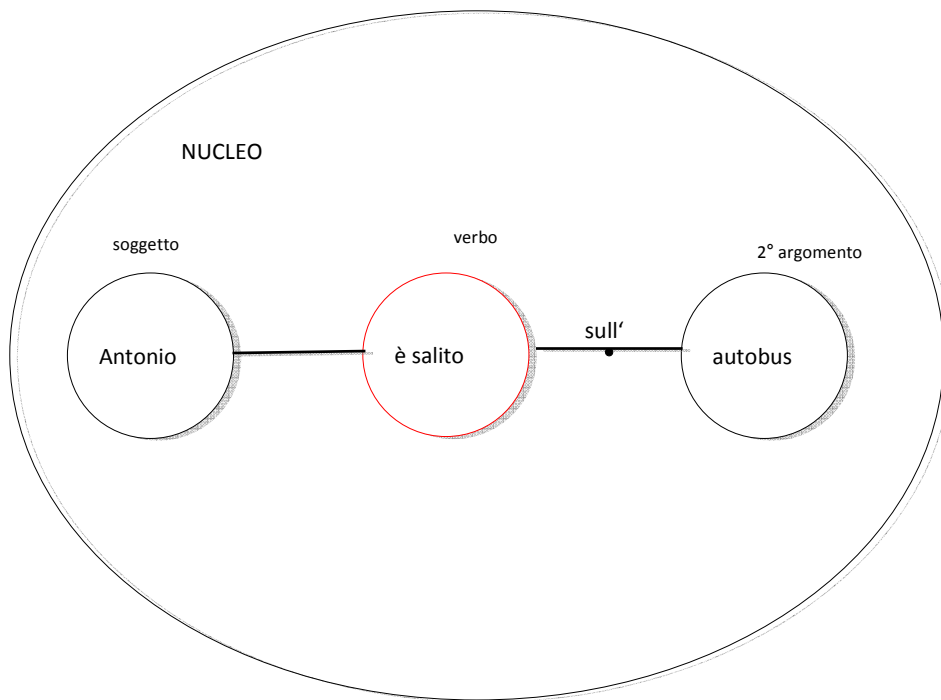 NUCLEO
soggetto
verbo
2° argomento
Antonio
è salito
sull‘
autobus